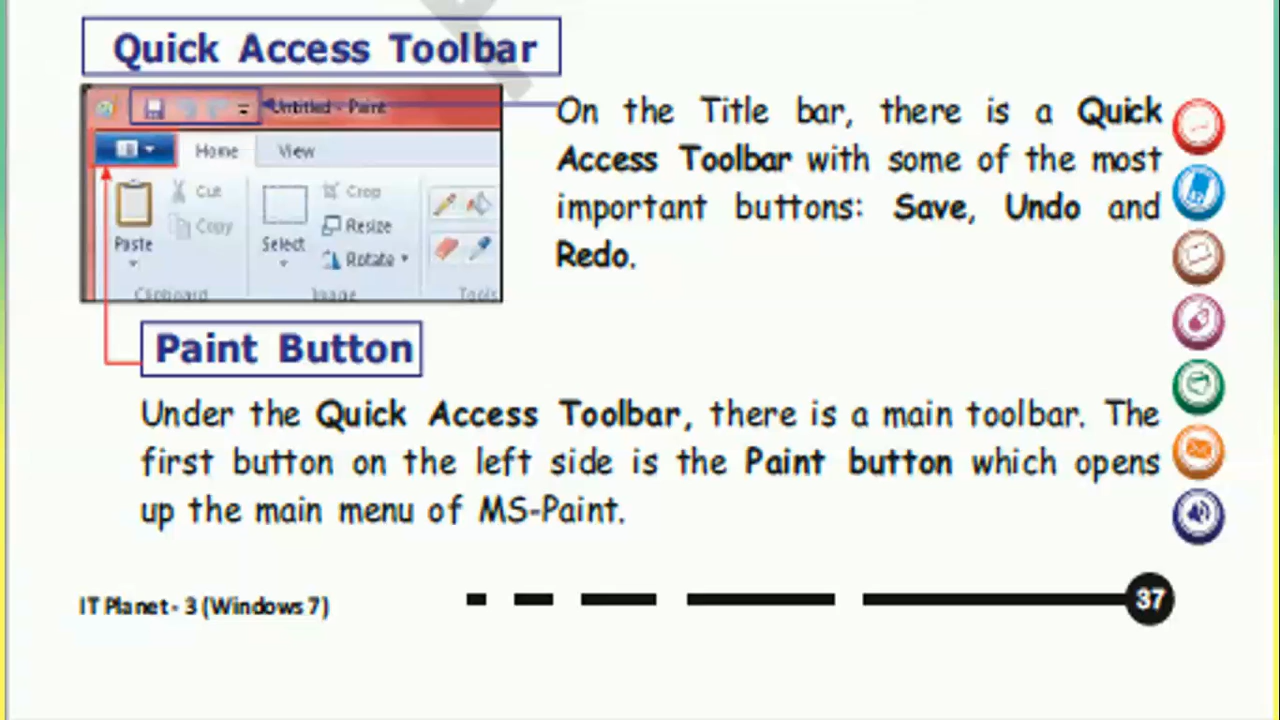 Quick Access Toolbar
Untitled - Paint
Home View
Cut
Crop
Copy
Resize
Paste
Select
Rotate
Clipboard
Image
Tools
On the Title bar, there is a Quick
Access Toolbar with some of the most
important buttons: Save, Undo and
Redo.
Paint Button
Under the Quick Access Toolbar, there is a main toolbar. The
first button on the left side is the Paint button which opens
up the main menu of MS-Paint.
IT Planet - 3 (Windows 7)
37